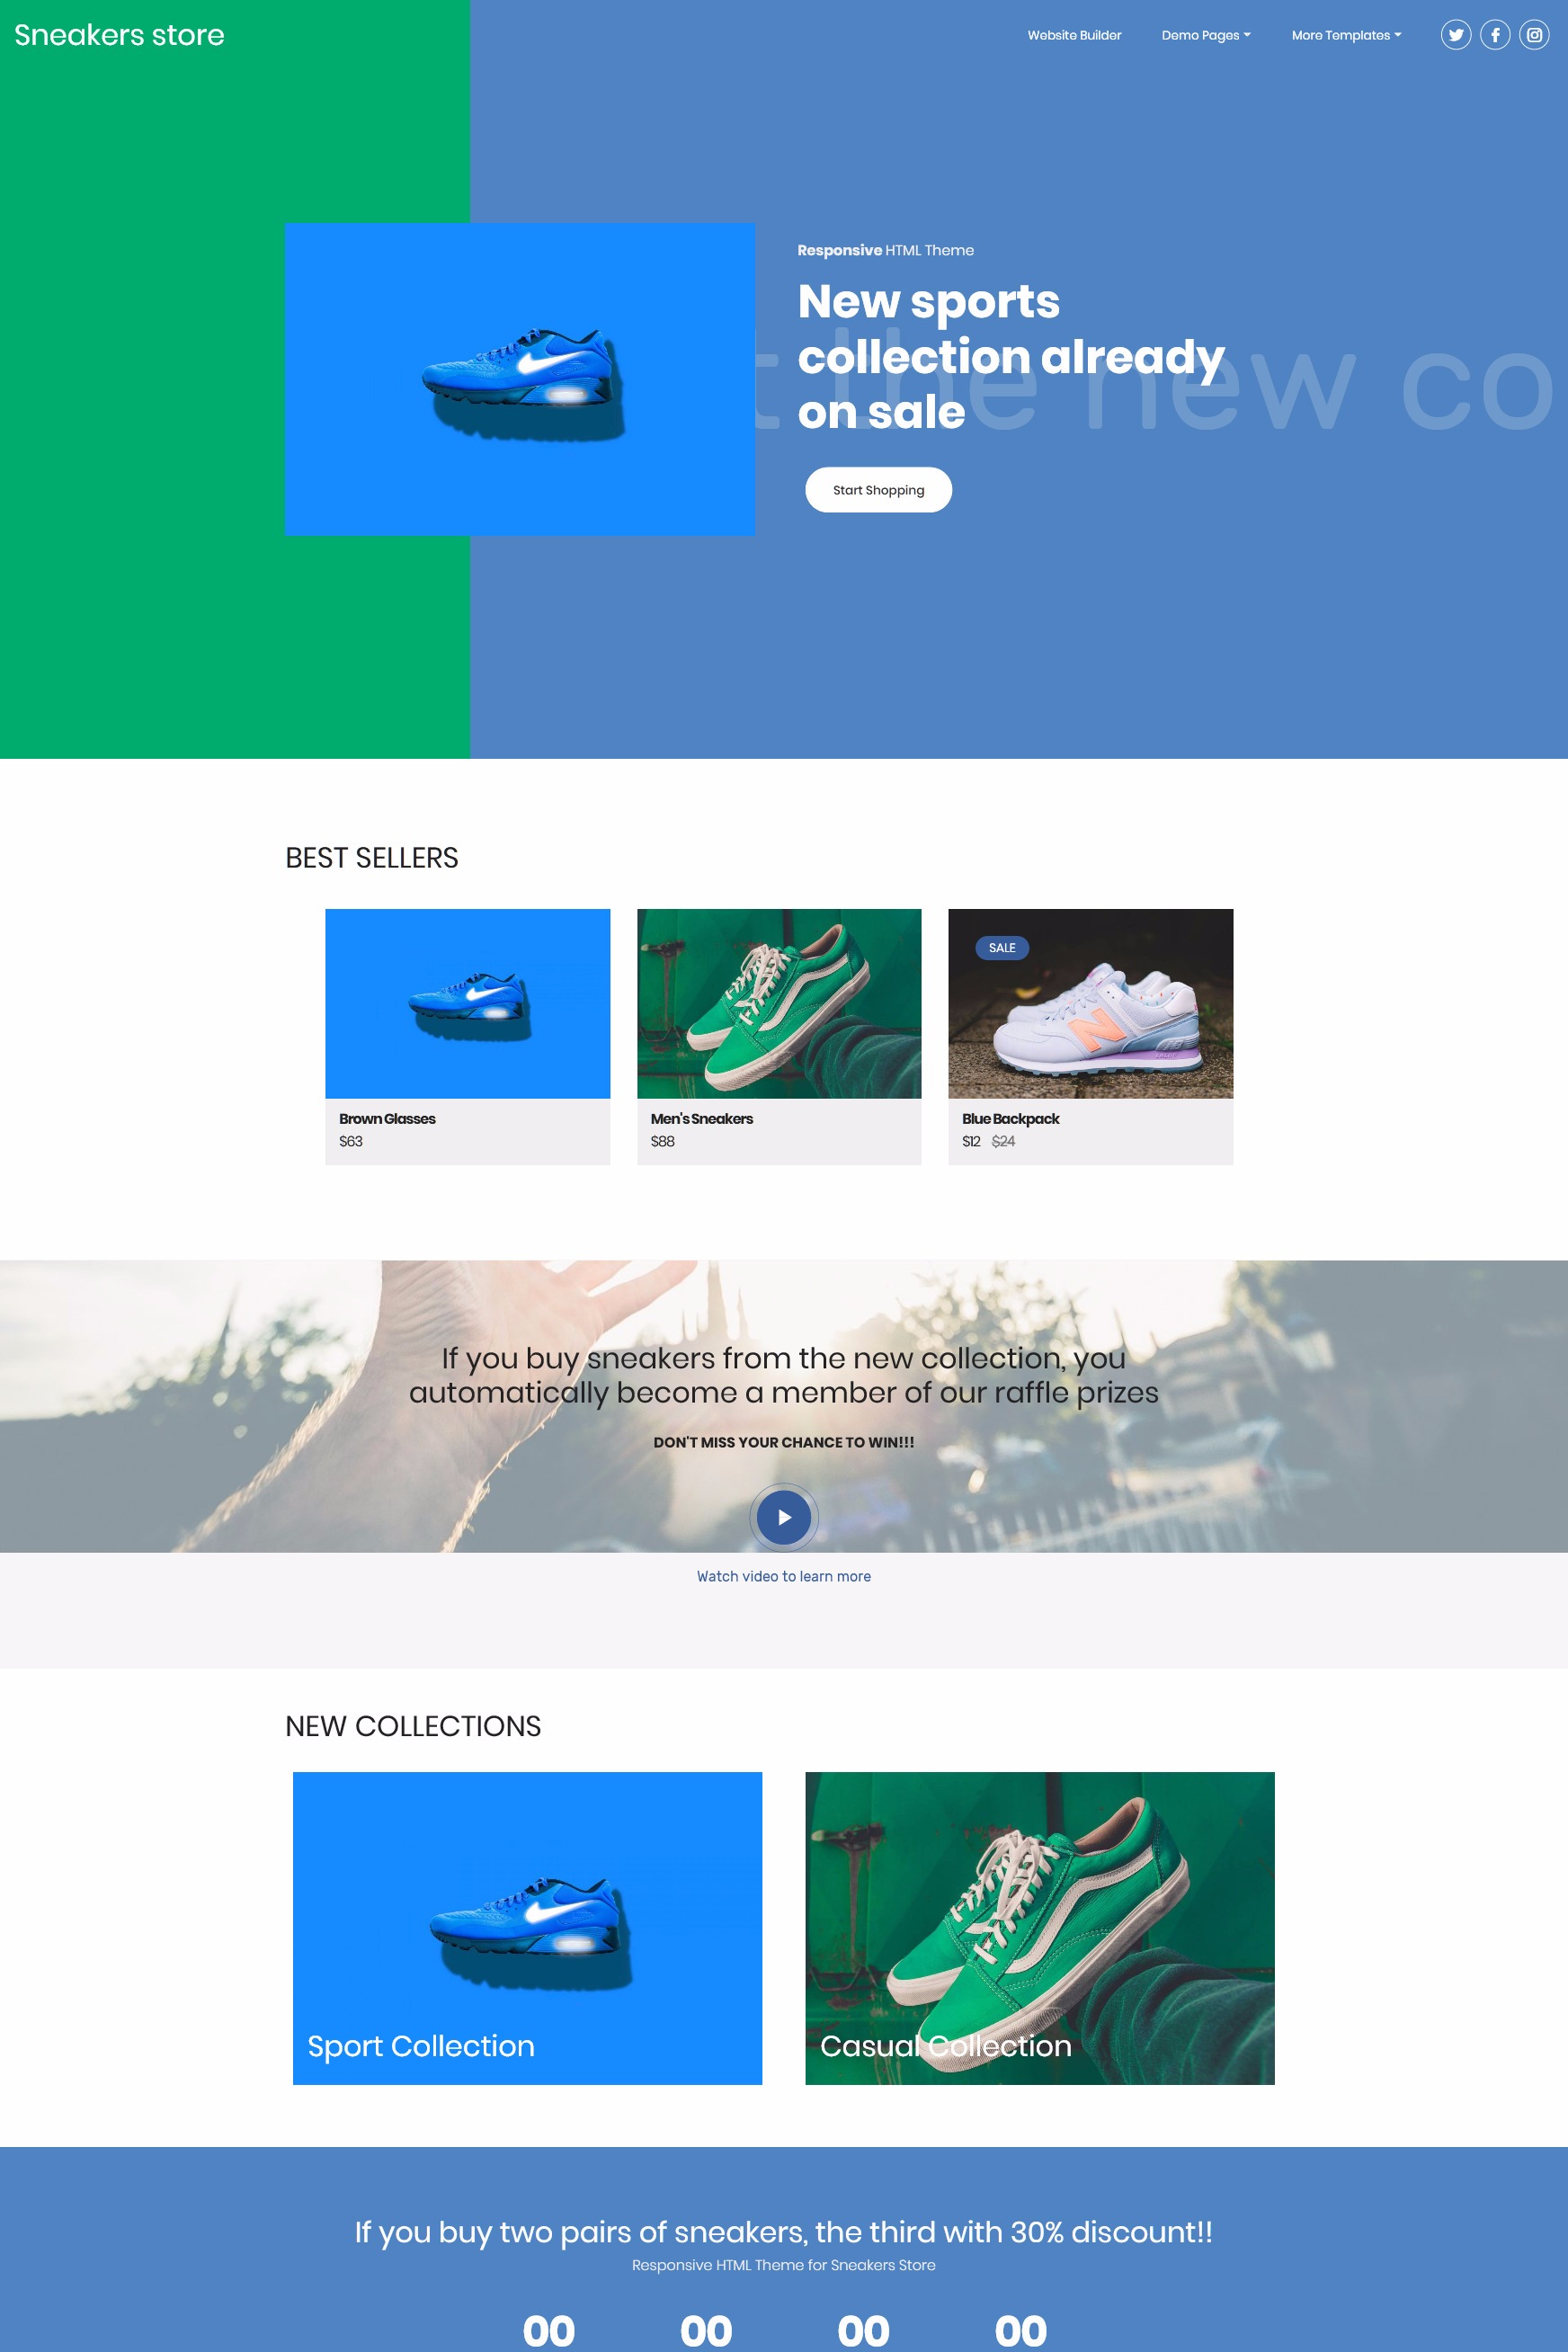 Sneakers store
Website Builder
Demo Pages
More Templates
Responsive HTML Theme
New sports
collection already
on sale
t the new co
Start Shopping
BEST SELLERS
SALE
Brown Glasses
$63
Men's Sneakers
$88
Blue Backpack
$12 $24
If you buy sneakers from the new collection, you
automatically become a member of our raffle prizes
DON'T MISS YOUR CHANCE TO WIN!!!
Watch video to learn more
NEW COLLECTIONS
Sport Collection
Casual Collection
If you buy two pairs of sneakers, the third with 30% discount!!
Responsive HTML Theme for Sneakers Store
00 00 00 00